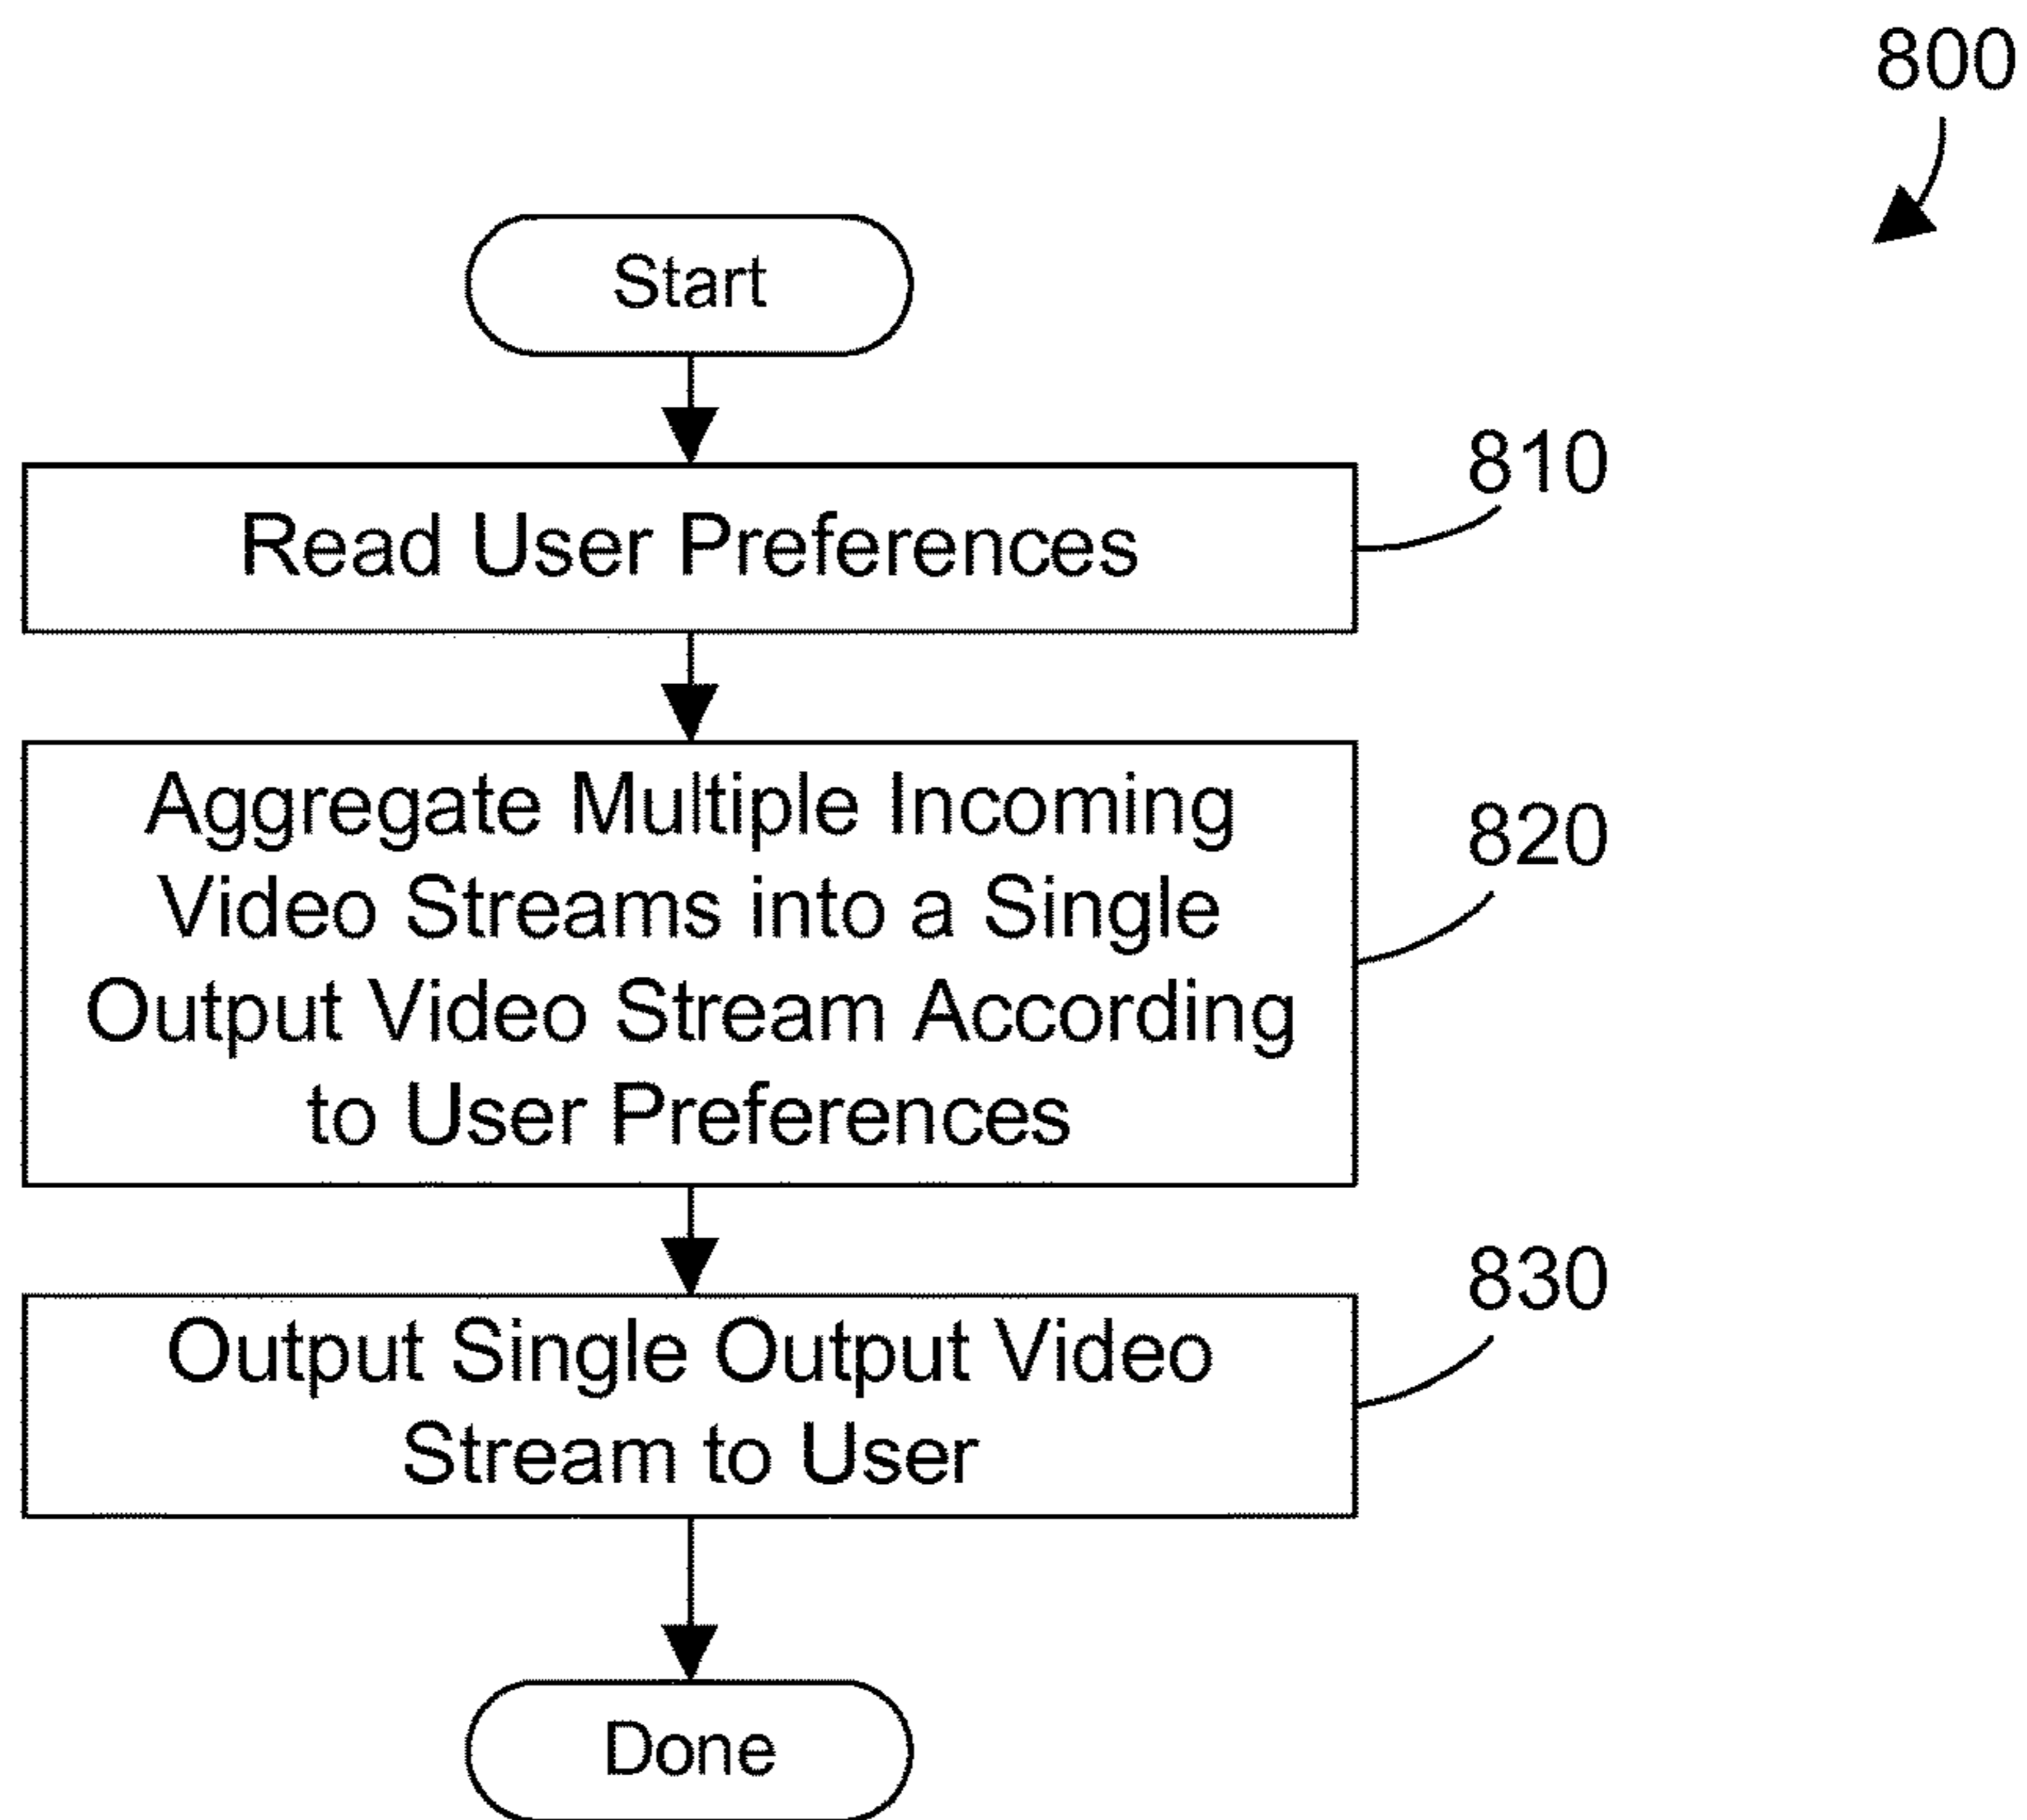 800
Start
810
Read User Preferences
Aggregate Multiple Incoming
820
Video Streams into a Single
Output Video Stream According
to User Preferences
830
Output Single Output Video
Stream to User
Done